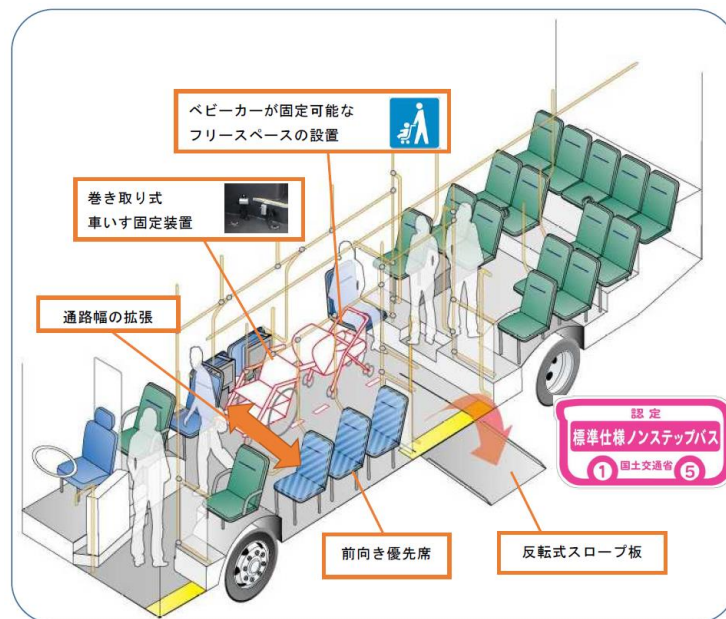 ベビーカーが固定可能な
フリースペースの設置
巻き取り式
車いす固定装置
通路幅の拡張
認定
標準仕様ノンステップバス
① 国土交通省 ⑤
前向き優先席
反転式スロープ板